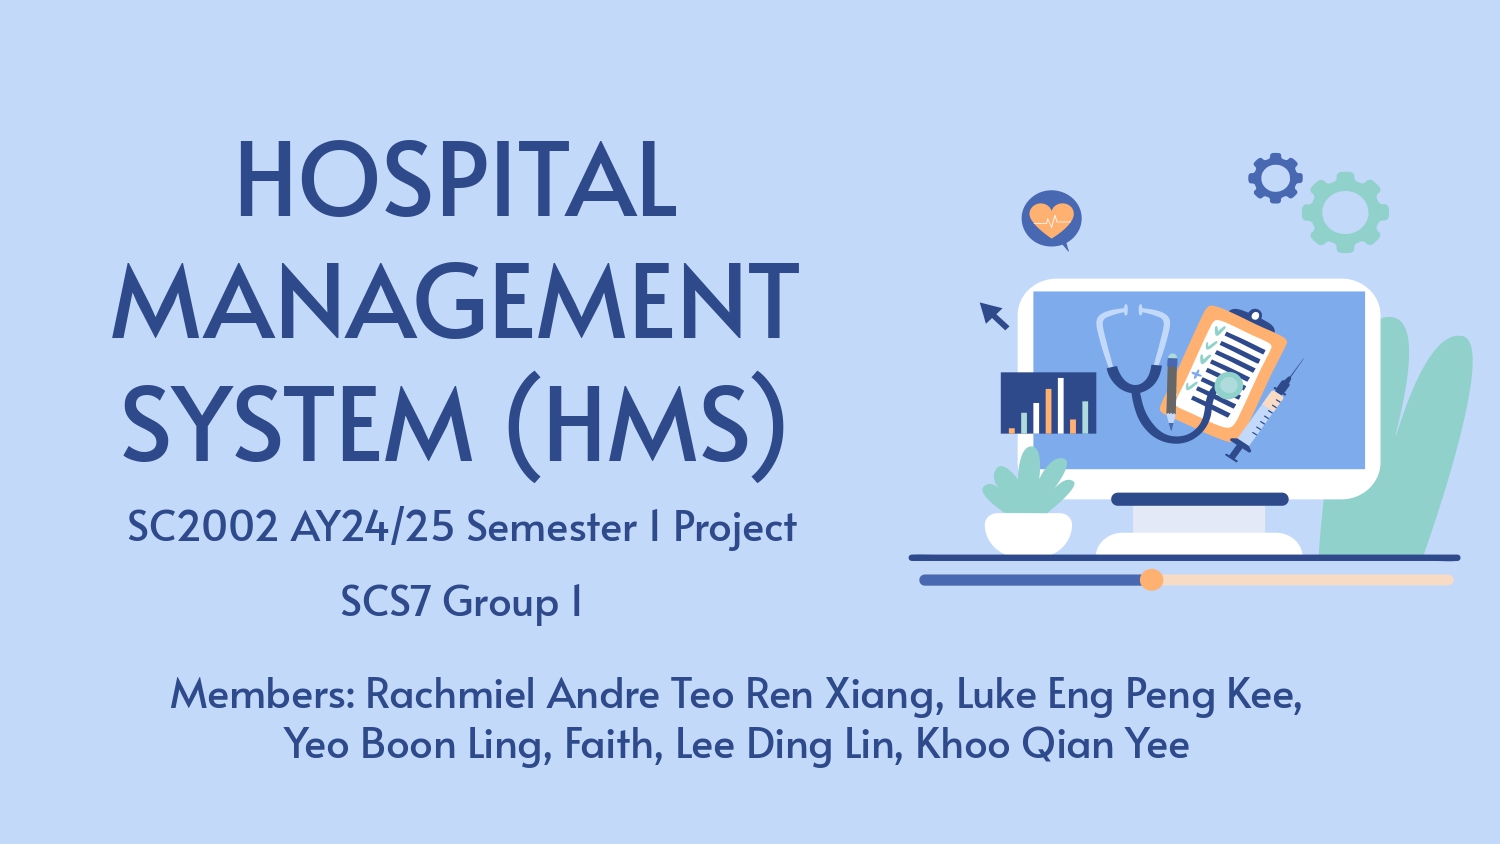 HOSPITAL
MANAGEMENT
SYSTEM (HMS)
SC2002 AY24/25 Semester 1 Project
SCS7 Group 1
Members: Rachmiel Andre Teo Ren Xiang, Luke Eng Peng Kee,
Yeo Boon Ling, Faith, Lee Ding Lin, Khoo Qian Yee